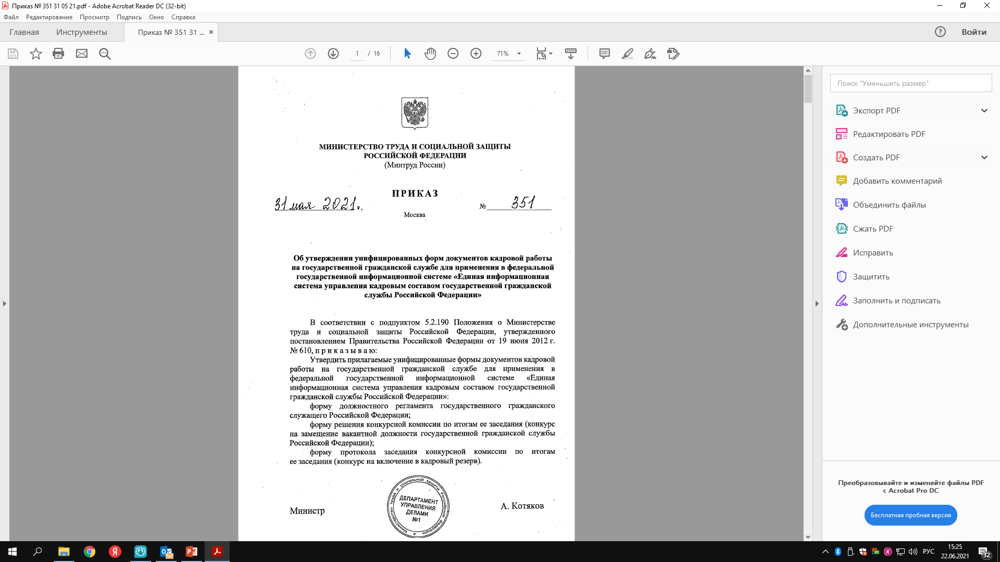 Приказ № 351 31 05 21.pdf - Adobe Acrobat Reader DC (32-bit)
Файл Редактирование Просмотр Подпись Окно Справка
Главная Инструменты Приказ № 351 31 ... Войти
1 / 16 71%
МИНИСТЕРСТВО ТРУДА И СОЦИАЛЬНОЙ ЗАЩИТЫ
РОССИЙСКОЙ ФЕДЕРАЦИИ
(Минтруд России)
ПРИКАЗ
31 мая 2021г. № 351
Москва
Об утверждении унифицированных форм документов кадровой работы
на государственной гражданской службе для применения в федеральной
государственной информационной системе «Единая информационная
система управления кадровым составом государственной гражданской
службы Российской Федерации»
В соответствии с подпунктом 5.2.190 Положения о Министерстве
труда и социальной защиты Российской Федерации, утвержденного
постановлением Правительства Российской Федерации от 19 июня 2012 г.
№ 610, п р и к а з ы в а ю:
Утвердить прилагаемые унифицированные формы документов кадровой
работы на государственной гражданской службе для применения в
федеральной государственной информационной системе «Единая
информационная система управления кадровым составом государственной
гражданской службы Российской Федерации»:
форму должностного регламента государственного гражданского
служащего Российской Федерации;
форму решения конкурсной комиссии по итогам ее заседания (конкурс
на замещение вакантной должности государственной гражданской службы
Российской Федерации);
форму протокола заседания конкурсной комиссии по итогам
ее заседания (конкурс на включение в кадровый резерв).
Министр
Министерство труда и социальной защиты Российской Федерации
ДЕПАРТАМЕНТ
УПРАВЛЕНИЯ
ДЕЛАМИ
№1
А. Котяков
Поиск "Уменьшить размер"
Экспорт PDF
Редактировать PDF
Создать PDF
Добавить комментарий
Объединить файлы
Сжать PDF
Исправить
Защитить
Заполнить и подписать
Дополнительные инструменты
Преобразовывайте и изменяйте файлы PDF
с Acrobat Pro DC
Бесплатная пробная версия
РУС
15:25
22.06.2021
32